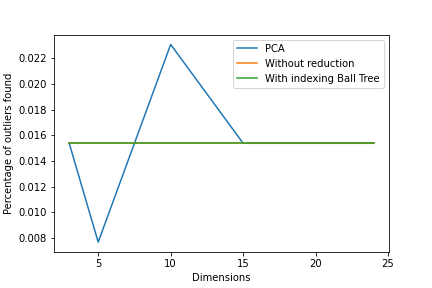 PCA
Without reduction
With indexing Ball Tree
Percentage of outliers found
0.022
0.020
0.018
0.016
0.014
0.012
0.010
0.008
5
10
15
20
25
Dimensions